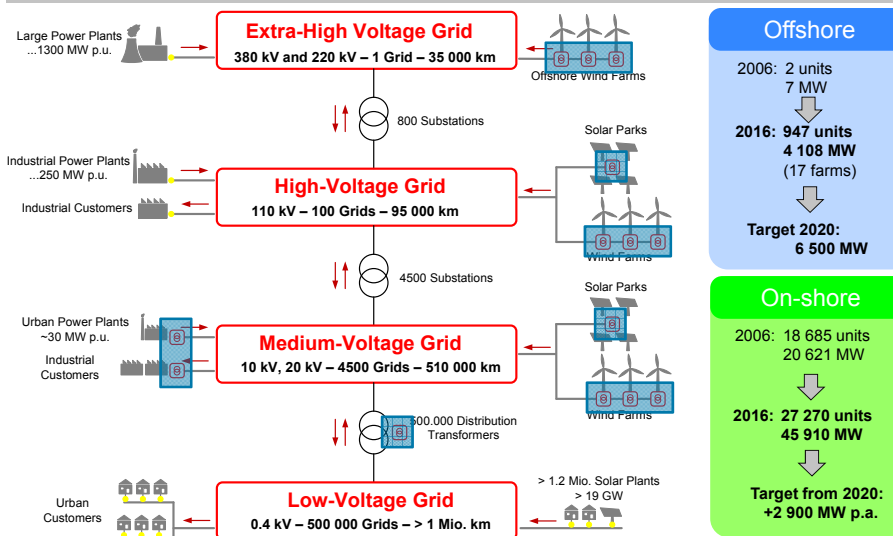 Extra-High Voltage Grid
380 kV and 220 kV – 1 Grid – 35 000 km
Large Power Plants
...1300 MW p.u.
Offshore Wind Farms
800 Substations
Solar Parks
Industrial Power Plants
...250 MW p.u.
Industrial Customers
High-Voltage Grid
110 kV – 100 Grids – 95 000 km
Wind Farms
4500 Substations
Solar Parks
Urban Power Plants
~30 MW p.u.
Industrial
Customers
Medium-Voltage Grid
10 kV, 20 kV – 4500 Grids – 510 000 km
Wind Farms
Distribution
Transformers
> 1.2 Mio. Solar Plants
> 19 GW
Urban
Customers
Low-Voltage Grid
0.4 kV – 500 000 Grids – > 1 Mio. km
Offshore
2006: 2 units
7 MW
2016: 947 units
4 108 MW
(17 farms)
Target 2020:
6 500 MW
On-shore
2006: 18 685 units
20 621 MW
2016: 27 270 units
45 910 MW
Target from 2020:
+2 900 MW p.a.